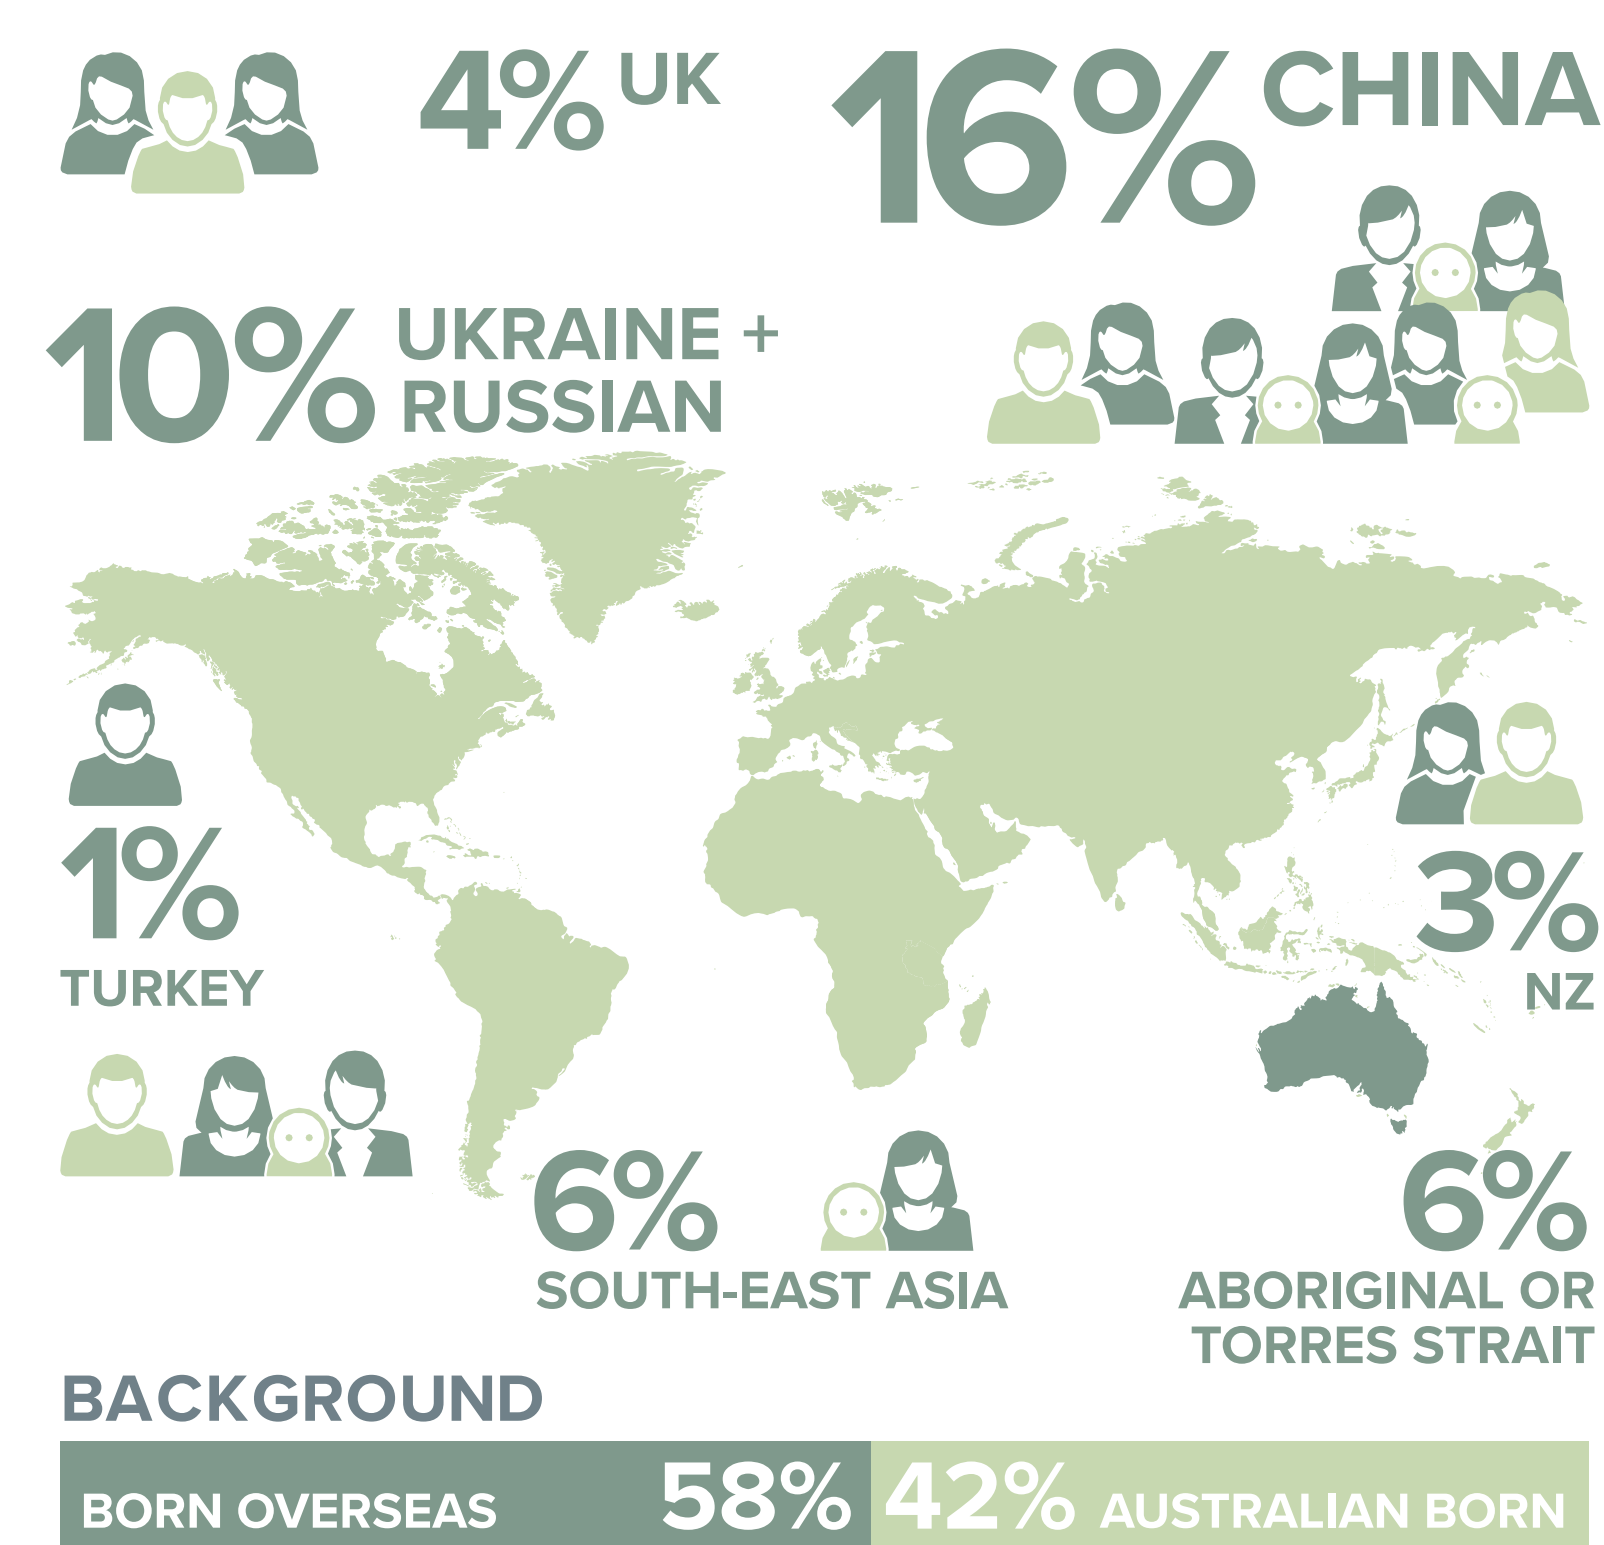 4% UK
16% CHINA
10% UKRAINE +
RUSSIAN
1%
TURKEY
3%
NZ
6%
SOUTH-EAST ASIA
6%
ABORIGINAL OR
TORRES STRAIT
BACKGROUND
BORN OVERSEAS 58% 42% AUSTRALIAN BORN